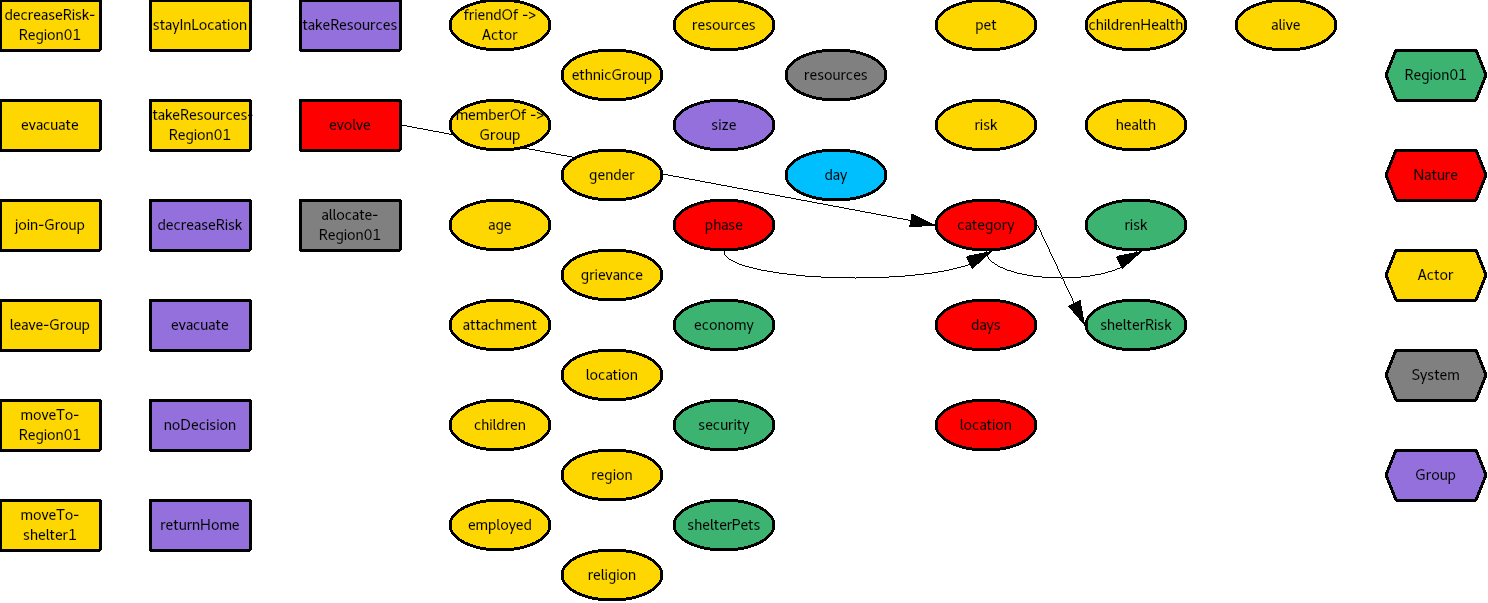 decreaseRisk-
Region01
stayInLocation
takeResources
friendOf ->
Actor
resources
pet
childrenHealth
alive
ethnicGroup
resources
Region01
evacuate
takeResources-
Region01
evolve
memberOf ->
Group
size
risk
health
gender
day
Nature
join-Group
decreaseRisk
allocate-
Region01
age
phase
category
risk
grievance
Actor
leave-Group
evacuate
attachment
economy
days
shelterRisk
location
System
moveTo-
Region01
noDecision
children
security
location
region
Group
moveTo-
shelter1
returnHome
employed
shelterPets
religion